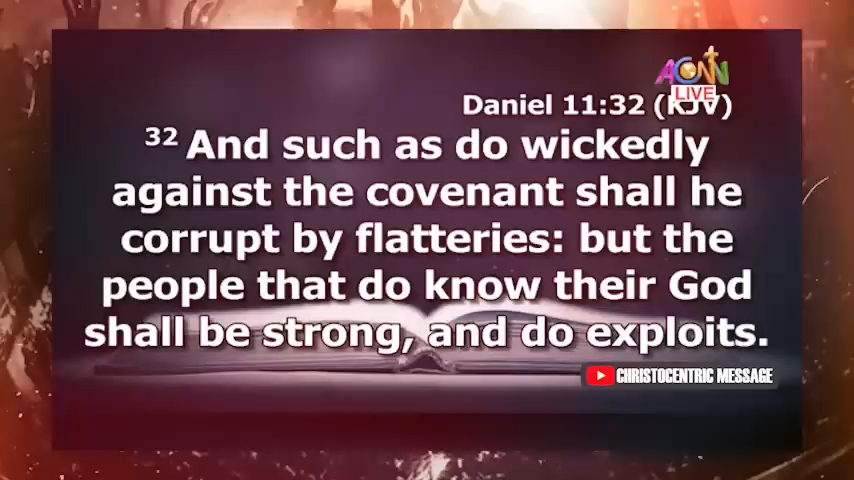 ACNN
LIVE
Daniel 11:32 (KJV)
32 And such as do wickedly
against the covenant shall he
corrupt by flatteries: but the
people that do know their God
shall be strong, and do exploits.
CHRISTOCENTRIC MESSAGE